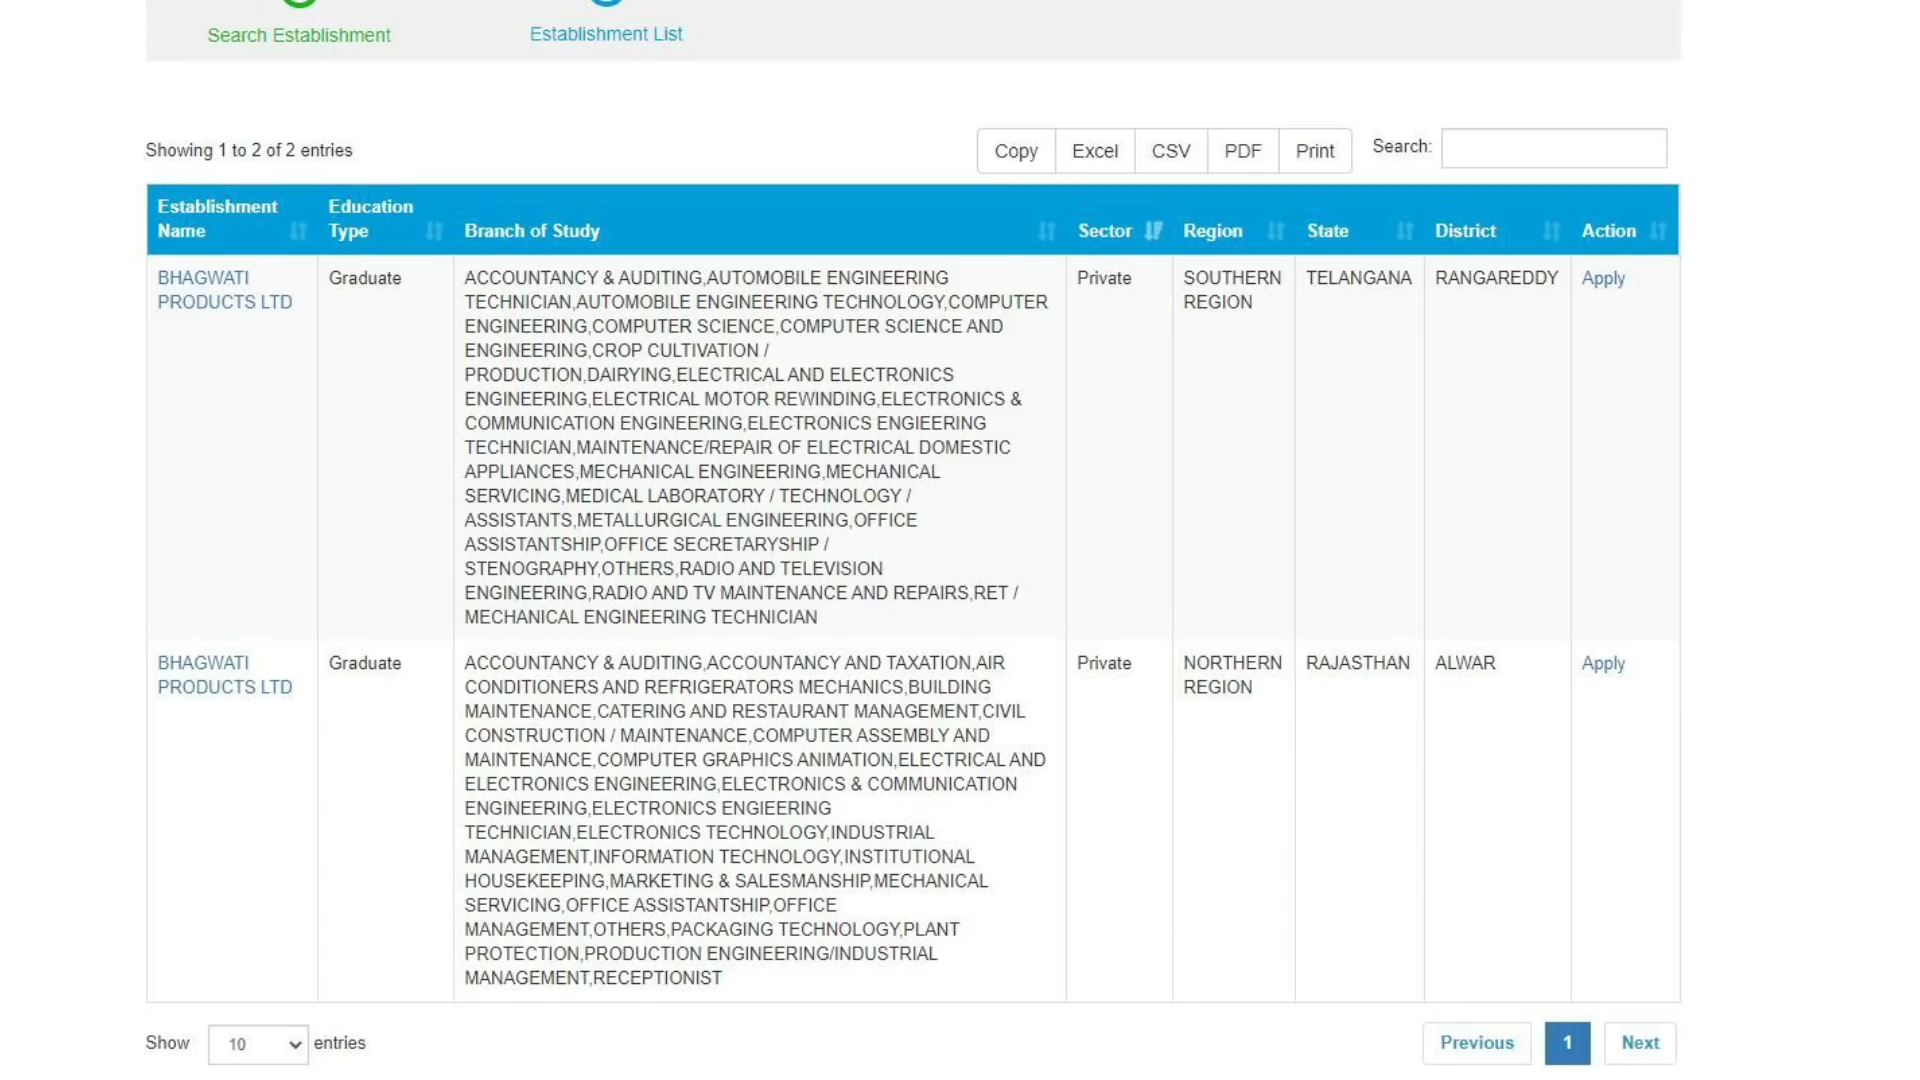 Search Establishment
Establishment List
Showing 1 to 2 of 2 entries
Copy Excel CSV PDF Print Search:
Establishment Name Education Type Branch of Study Sector Region State District Action
BHAGWATI
PRODUCTS LTD
Graduate
ACCOUNTANCY & AUDITING,AUTOMOBILE ENGINEERING
TECHNICIAN,AUTOMOBILE ENGINEERING TECHNOLOGY,COMPUTER
ENGINEERING,COMPUTER SCIENCE,COMPUTER SCIENCE AND
ENGINEERING,CROP CULTIVATION /
PRODUCTION,DAIRYING,ELECTRICAL AND ELECTRONICS
ENGINEERING,ELECTRICAL MOTOR REWINDING,ELECTRONICS &
COMMUNICATION ENGINEERING,ELECTRONICS ENGIEERING
TECHNICIAN,MAINTENANCE/REPAIR OF ELECTRICAL DOMESTIC
APPLIANCES,MECHANICAL ENGINEERING,MECHANICAL
SERVICING,MEDICAL LABORATORY / TECHNOLOGY /
ASSISTANTS,METALLURGICAL ENGINEERING,OFFICE
ASSISTANTSHIP,OFFICE SECRETARYSHIP /
STENOGRAPHY,OTHERS,RADIO AND TELEVISION
ENGINEERING,RADIO AND TV MAINTENANCE AND REPAIRS,RET /
MECHANICAL ENGINEERING TECHNICIAN
Private
SOUTHERN
REGION
TELANGANA
RANGAREDDY
Apply
BHAGWATI
PRODUCTS LTD
Graduate
ACCOUNTANCY & AUDITING,ACCOUNTANCY AND TAXATION,AIR
CONDITIONERS AND REFRIGERATORS MECHANICS,BUILDING
MAINTENANCE,CATERING AND RESTAURANT MANAGEMENT,CIVIL
CONSTRUCTION / MAINTENANCE,COMPUTER ASSEMBLY AND
MAINTENANCE,COMPUTER GRAPHICS ANIMATION,ELECTRICAL AND
ELECTRONICS ENGINEERING,ELECTRONICS & COMMUNICATION
ENGINEERING,ELECTRONICS ENGIEERING
TECHNICIAN,ELECTRONICS TECHNOLOGY,INDUSTRIAL
MANAGEMENT,INFORMATION TECHNOLOGY,INSTITUTIONAL
HOUSEKEEPING,MARKETING & SALESMANSHIP,MECHANICAL
SERVICING,OFFICE ASSISTANTSHIP,OFFICE
MANAGEMENT,OTHERS,PACKAGING TECHNOLOGY,PLANT
PROTECTION,PRODUCTION ENGINEERING/INDUSTRIAL
MANAGEMENT,RECEPTIONIST
Private
NORTHERN
REGION
RAJASTHAN
ALWAR
Apply
Show 10 entries
Previous 1 Next